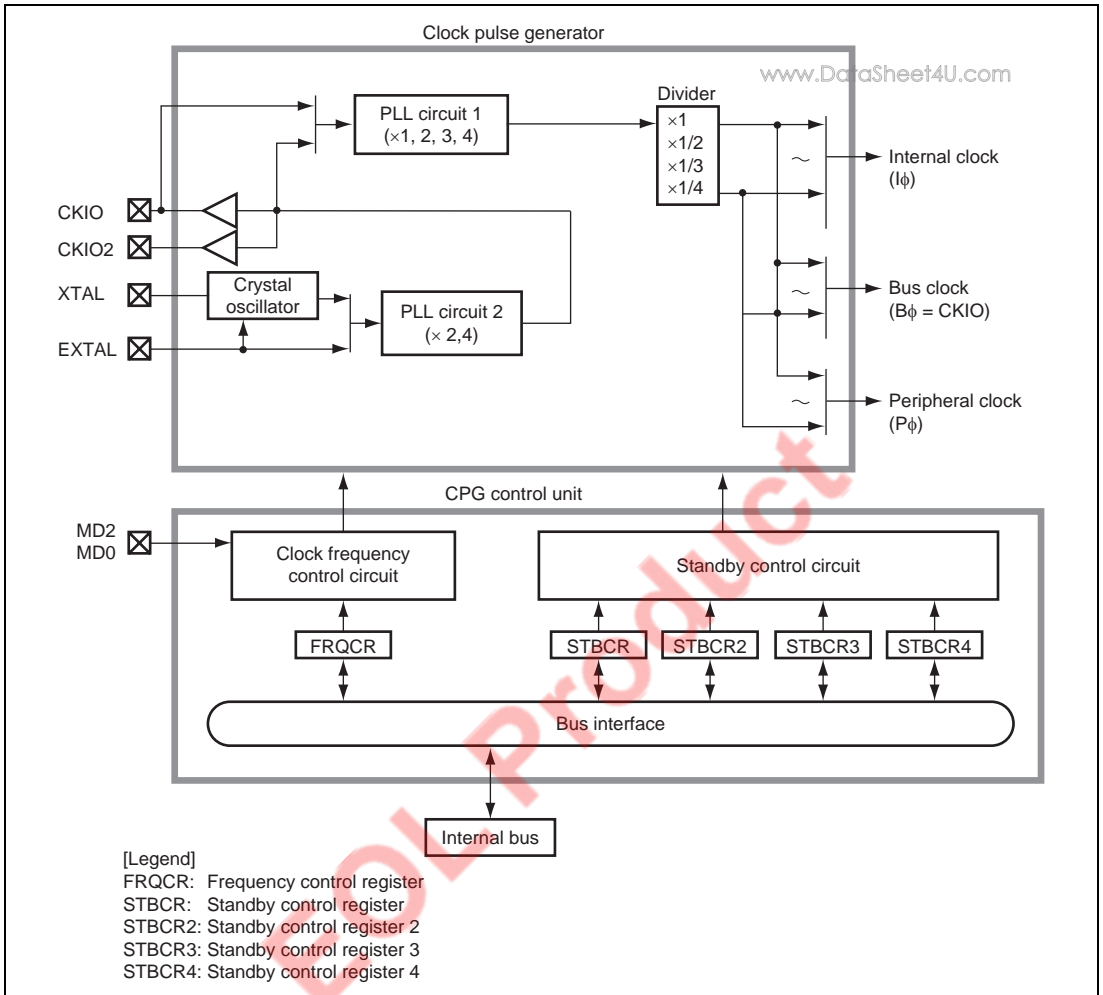 Clock pulse generator
www.DataSheet4U.com
Divider
PLL circuit 1
(×1, 2, 3, 4)
×1
×1/2
×1/3
×1/4
Internal clock
(Iϕ)
CKIO
CKIO2
XTAL
EXTAL
Crystal
oscillator
PLL circuit 2
(× 2,4)
Bus clock
(Bϕ = CKIO)
Peripheral clock
(Pϕ)
CPG control unit
MD2
MD0
Clock frequency
control circuit
Standby control circuit
FRQCR
STBCR
STBCR2
STBCR3
STBCR4
Bus interface
Internal bus
[Legend]
FRQCR: Frequency control register
STBCR: Standby control register
STBCR2: Standby control register 2
STBCR3: Standby control register 3
STBCR4: Standby control register 4
EOL Product